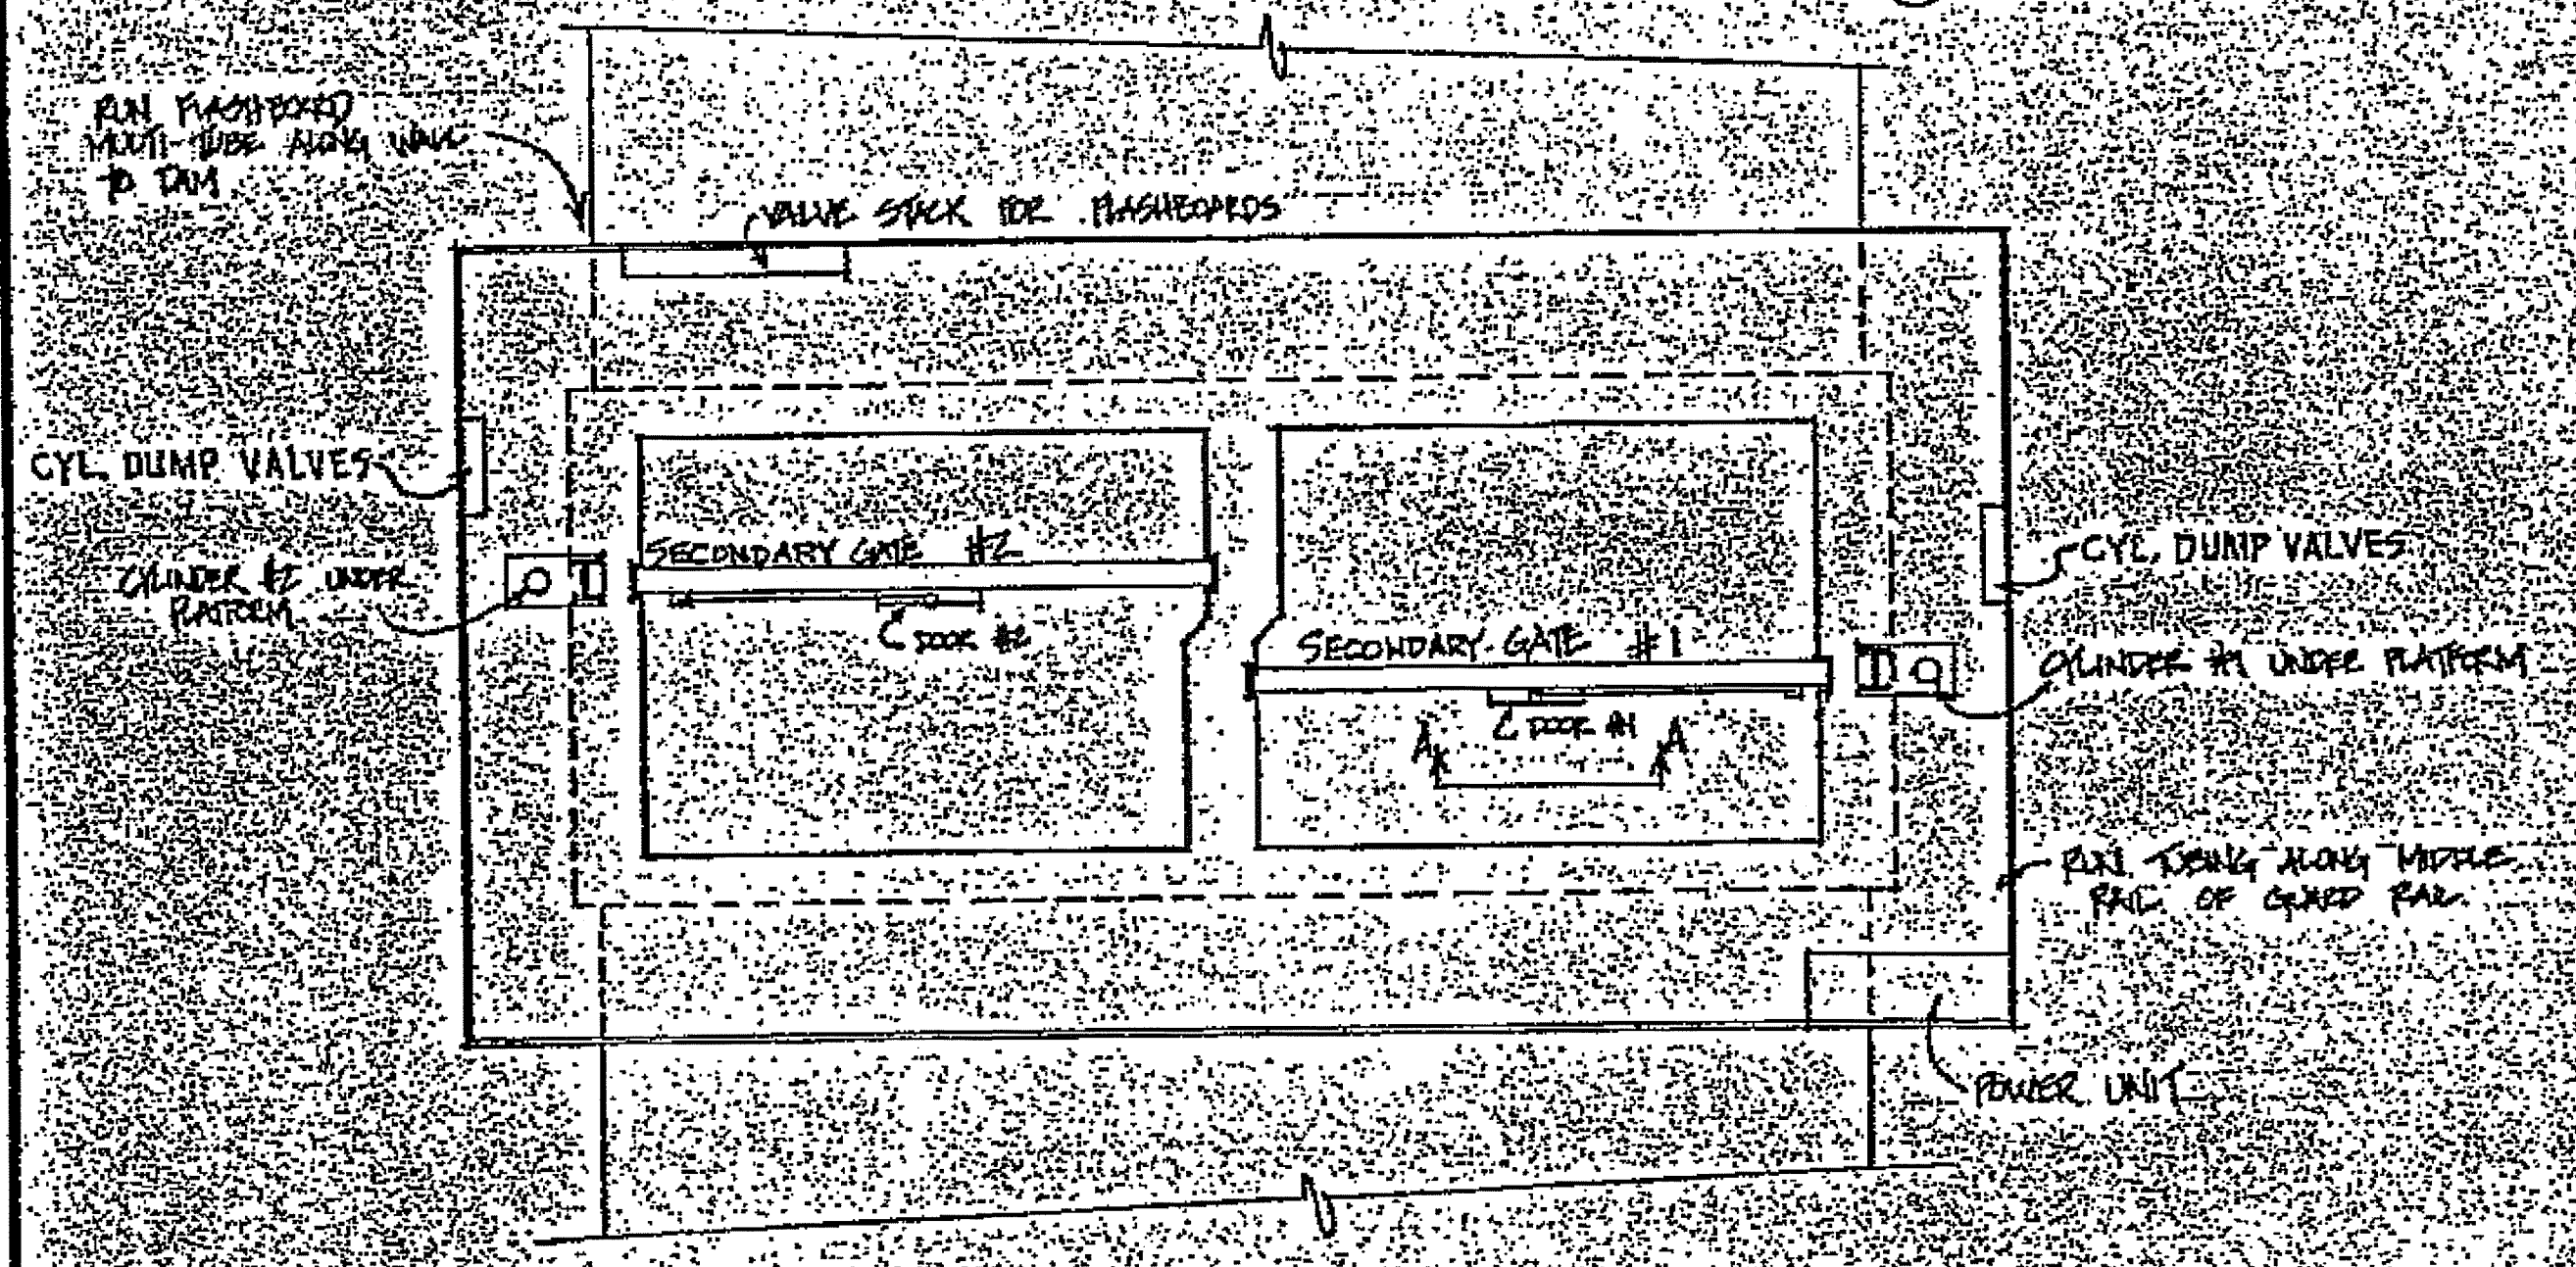 RUN FLASHBOARD
MULTI-TUBE ALONG WALL
TO DAM
VALVE STACK FOR FLASHBOARDS
CYL. DUMP VALVES
SECONDARY GATE #2
CYLINDER #2 UNDER
PLATFORM
DOOR #2
CYL. DUMP VALVES
SECONDARY GATE #1
CYLINDER #1 UNDER PLATFORM
DOOR #1
A A
RUN TUBING ALONG MIDDLE
RAIL OF GUARD RAIL
POWER UNIT